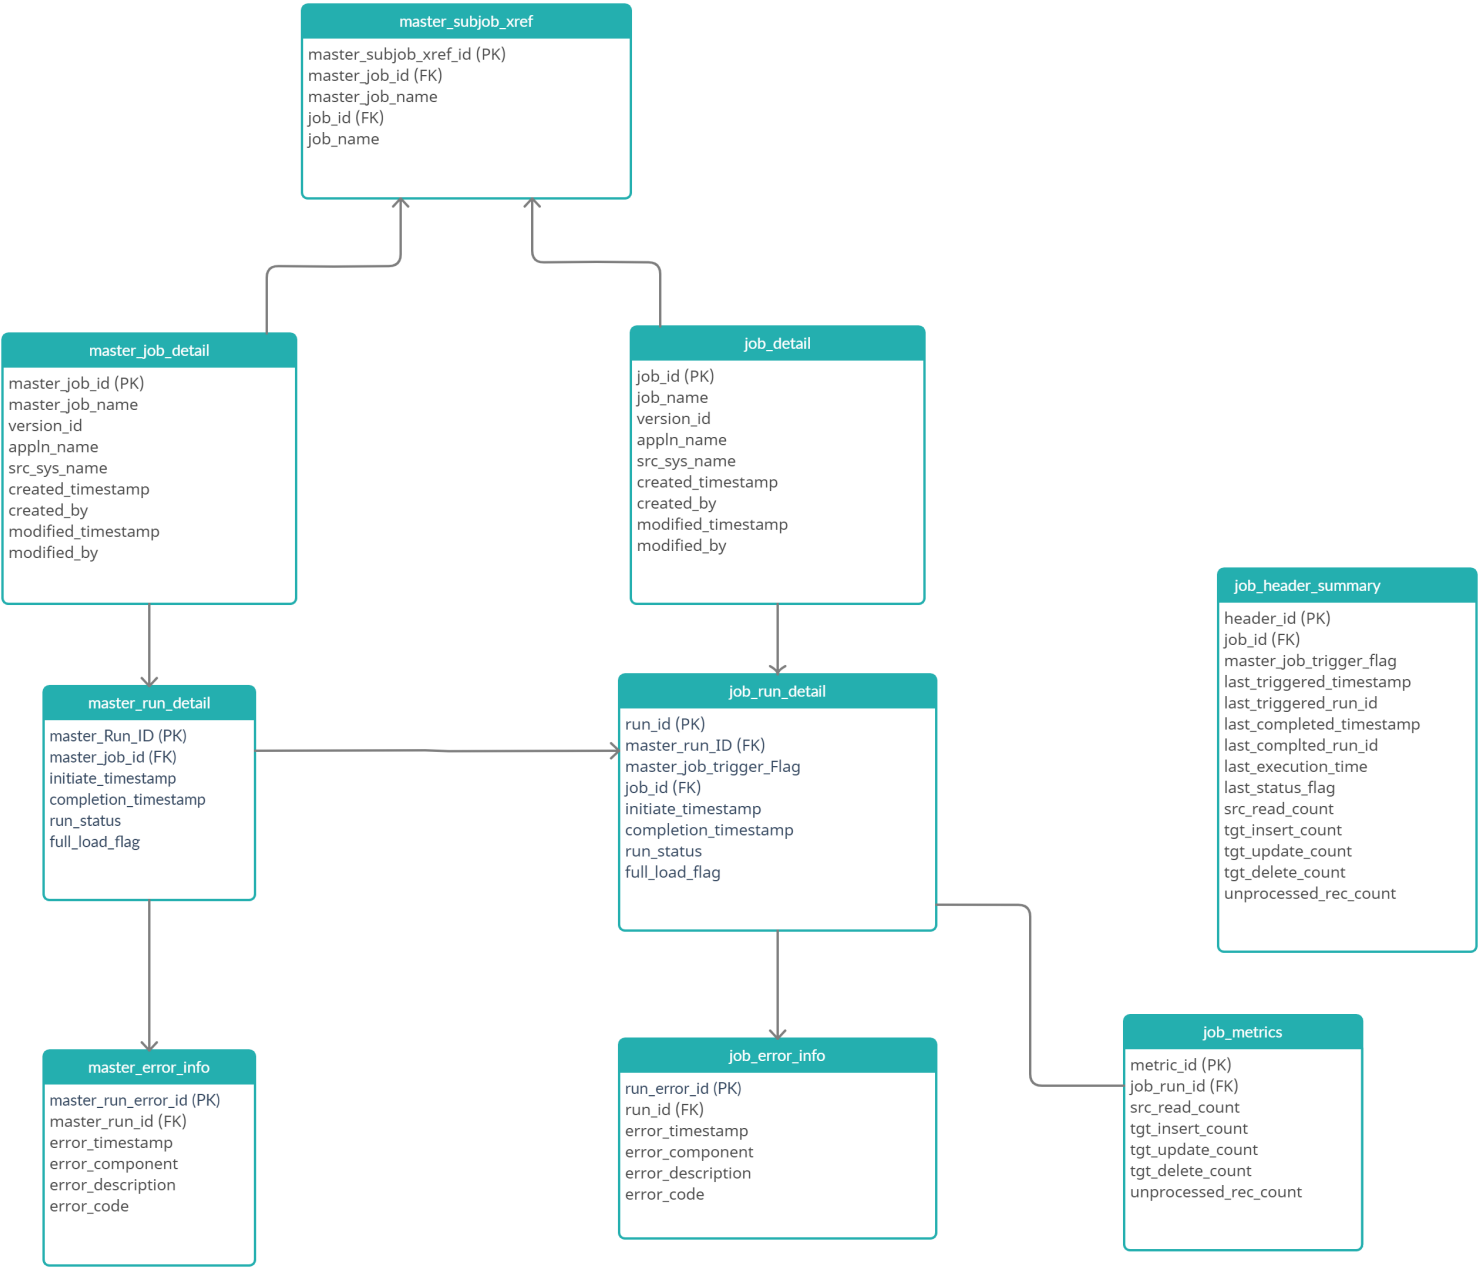 master_subjob_xref
master_subjob_xref_id (PK)
master_job_id (FK)
master_job_name
job_id (FK)
job_name
master_job_detail
master_job_id (PK)
master_job_name
version_id
appln_name
src_sys_name
created_timestamp
created_by
modified_timestamp
modified_by
job_detail
job_id (PK)
job_name
version_id
appln_name
src_sys_name
created_timestamp
created_by
modified_timestamp
modified_by
job_header_summary
header_id (PK)
job_id (FK)
master_job_trigger_flag
last_triggered_timestamp
last_triggered_run_id
last_completed_timestamp
last_complted_run_id
last_execution_time
last_status_flag
src_read_count
tgt_insert_count
tgt_update_count
tgt_delete_count
unprocessed_rec_count
master_run_detail
master_Run_ID (PK)
master_job_id (FK)
initiate_timestamp
completion_timestamp
run_status
full_load_flag
job_run_detail
run_id (PK)
master_run_ID (FK)
master_job_trigger_Flag
job_id (FK)
initiate_timestamp
completion_timestamp
run_status
full_load_flag
master_error_info
master_run_error_id (PK)
master_run_id (FK)
error_timestamp
error_component
error_description
error_code
job_error_info
run_error_id (PK)
run_id (FK)
error_timestamp
error_component
error_description
error_code
job_metrics
metric_id (PK)
job_run_id (FK)
src_read_count
tgt_insert_count
tgt_update_count
tgt_delete_count
unprocessed_rec_count